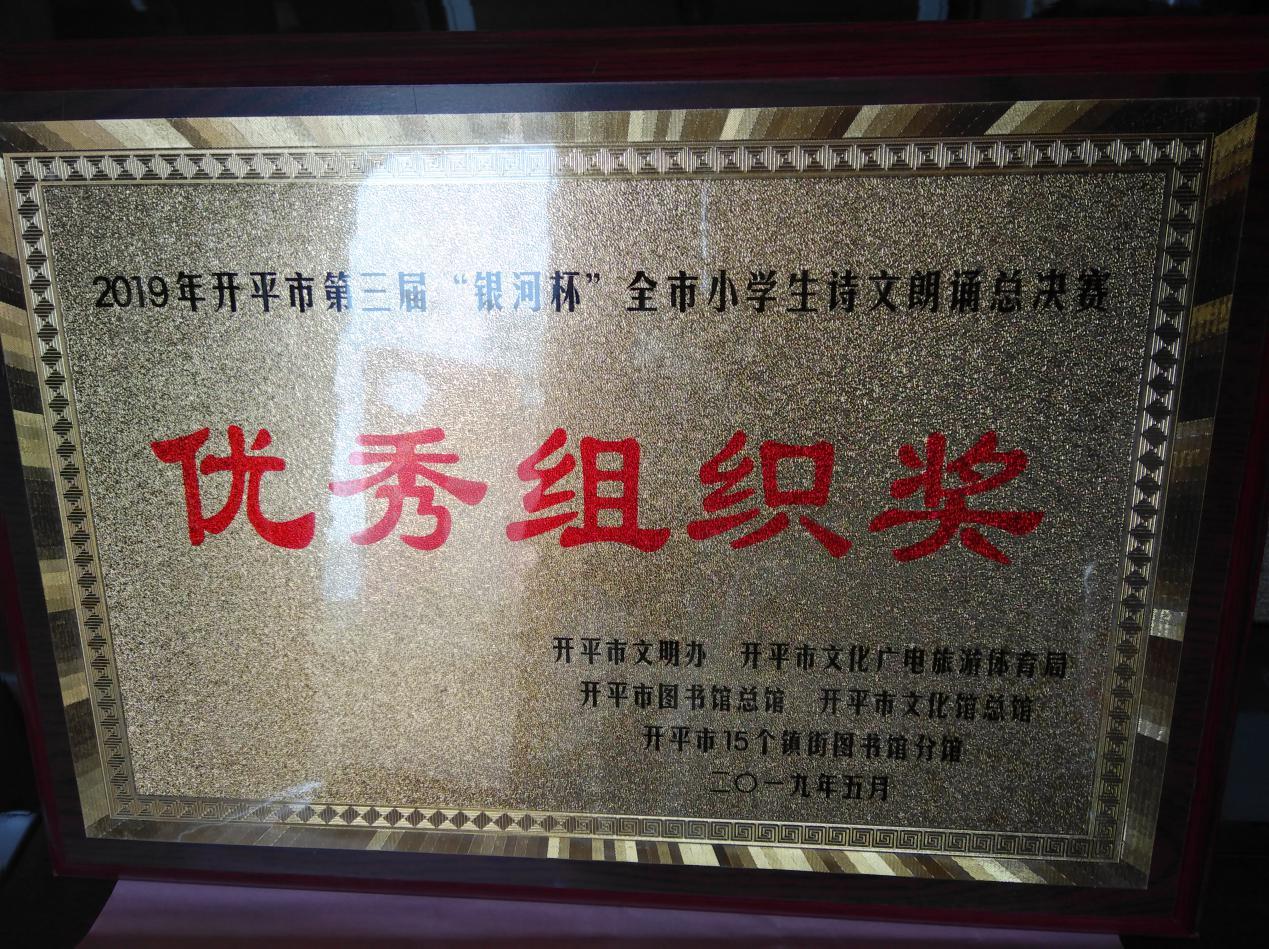 2019年开平市第三届“银河杯”全市小学生诗文朗诵总决赛
优秀组织奖
开平市文明办 开平市文化广电旅游体育局
开平市图书馆总馆 开平市文化馆总馆
开平市15个镇街图书馆分馆
二〇一九年五月